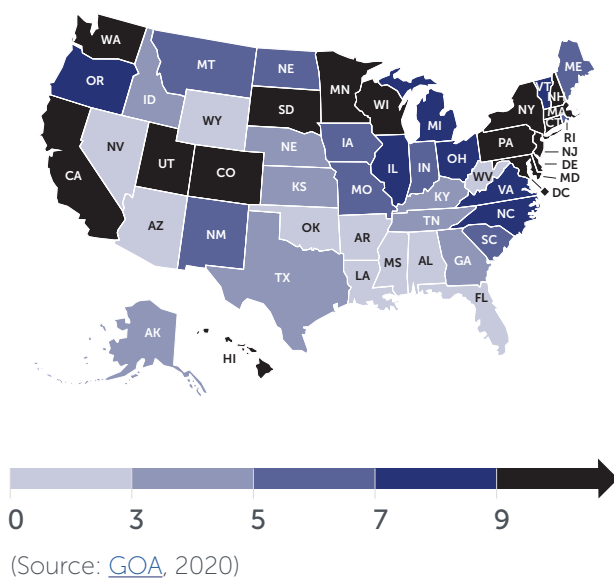 WA
OR
CA
ID
NV
MT
WY
UT
AZ
CO
NM
NE
SD
NE
KS
OK
TX
MN
IA
MO
AR
LA
WI
IL
MS
MI
IN
KY
TN
AL
OH
WV
VA
NC
SC
GA
FL
PA
NY
VT
NH
ME
MA
CT
RI
NJ
DE
MD
DC
AK
HI
0 3 5 7 9
(Source: GOA, 2020)